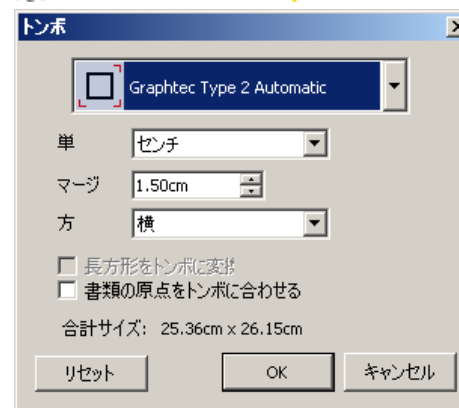 トンボ
Graphtec Type 2 Automatic
単 センチ
マージ 1.50cm
方 横
長方形をトンボに変換
書類の原点をトンボに合わせる
合計サイズ: 25.36cm x 26.15cm
リセット OK キャンセル